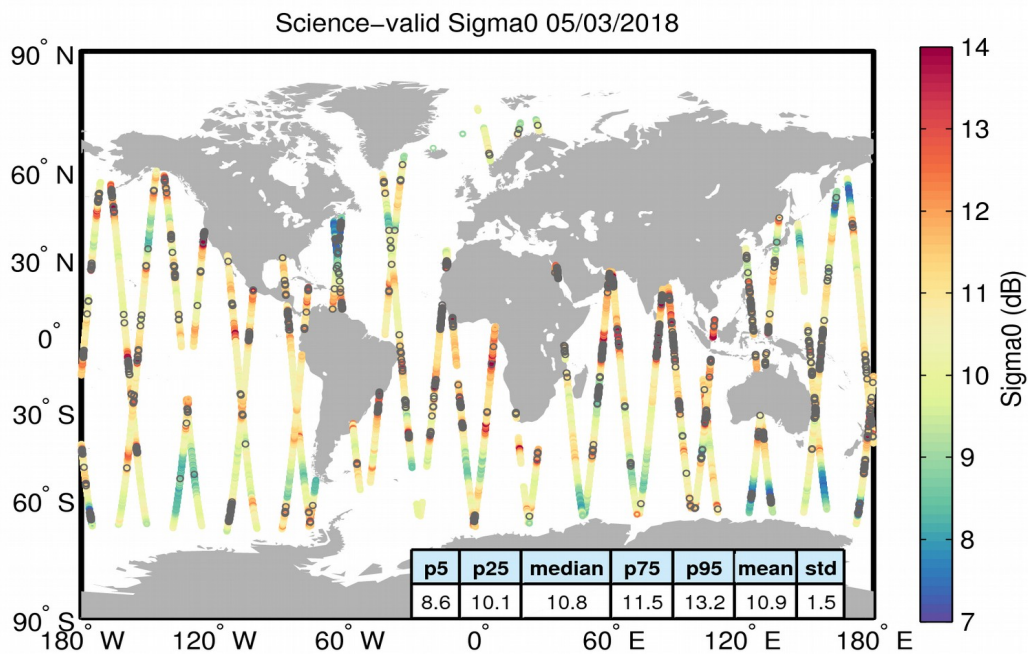 Science−valid Sigma0 05/03/2018
90° N
60° N
30° N
0°
30° S
60° S
90° S
180° W
120° W
60° W
0°
60° E
120° E
180° E
p5 p25 median p75 p95 mean std
8.6 10.1 10.8 11.5 13.2 10.9 1.5
14
13
12
11
10
9
8
7
Sigma0 (dB)